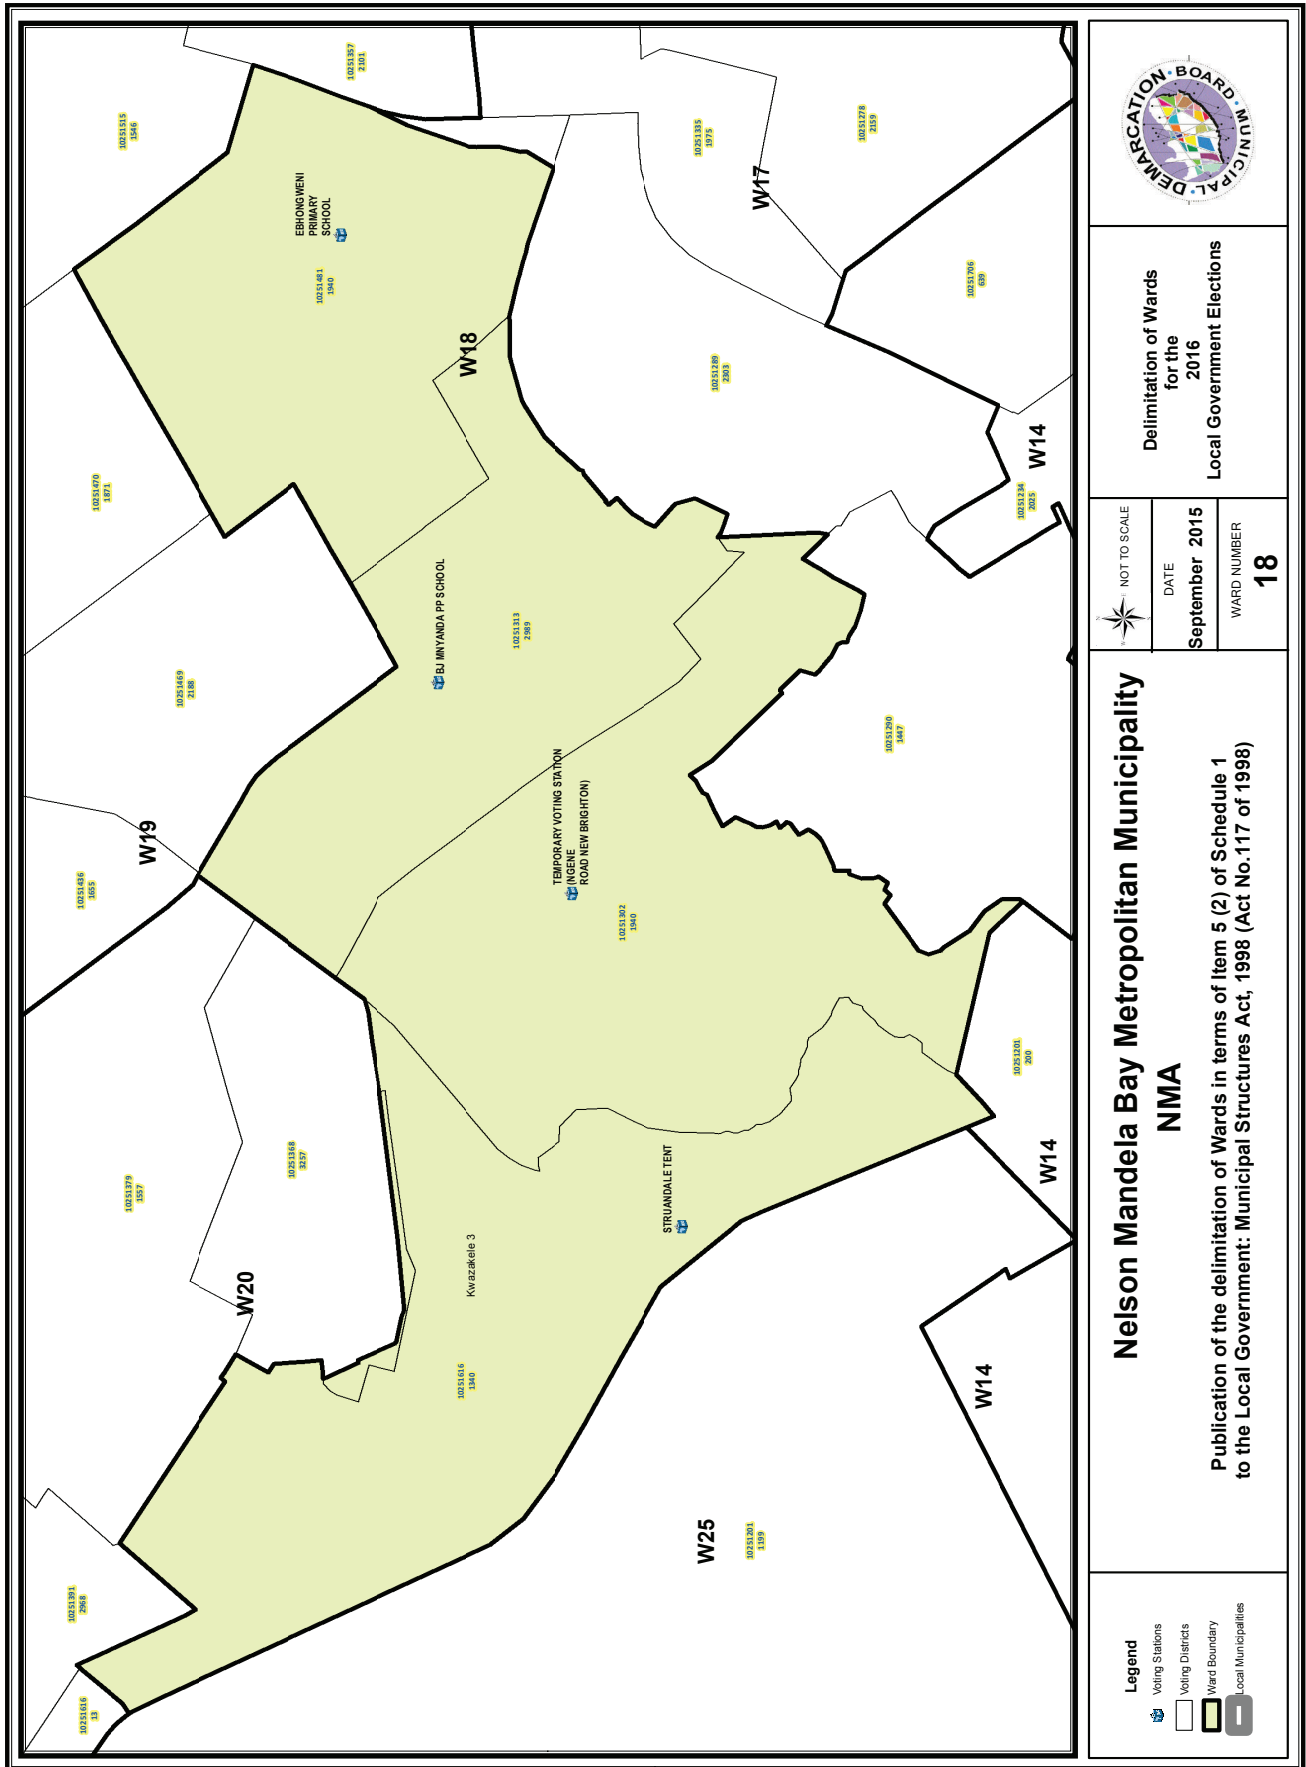 10251616
13
10251391
2968
10251379
1557
W20
10251368
3257
10251436
1655
W19
10251469
2188
10251470
1871
10251515
1546
10251357
2101
EBHONGWENI
PRIMARY
SCHOOL
10251481
1940
W18
BJ MNYANDA PP SCHOOL
10251313
2989
TEMPORARY VOTING STATION
(NGENE
ROAD NEW BRIGHTON)
10251302
1940
Kwazakele 3
10251616
1340
STRUANDALE TENT
W25
10251201
1199
W14
W14
10251201
200
10251290
1447
10251234
2025
W14
10251289
2303
10251335
1975
W17
10251278
2159
10251706
639
Legend
Voting Stations
Voting Districts
Ward Boundary
Local Municipalities
Nelson Mandela Bay Metropolitan Municipality
NMA
Publication of the delimitation of Wards in terms of Item 5 (2) of Schedule 1
to the Local Government: Municipal Structures Act, 1998 (Act No.117 of 1998)
NOT TO SCALE
DATE
September 2015
WARD NUMBER
18
Delimitation of Wards
for the
2016
Local Government Elections
MUNICIPAL DEMARCATION BOARD